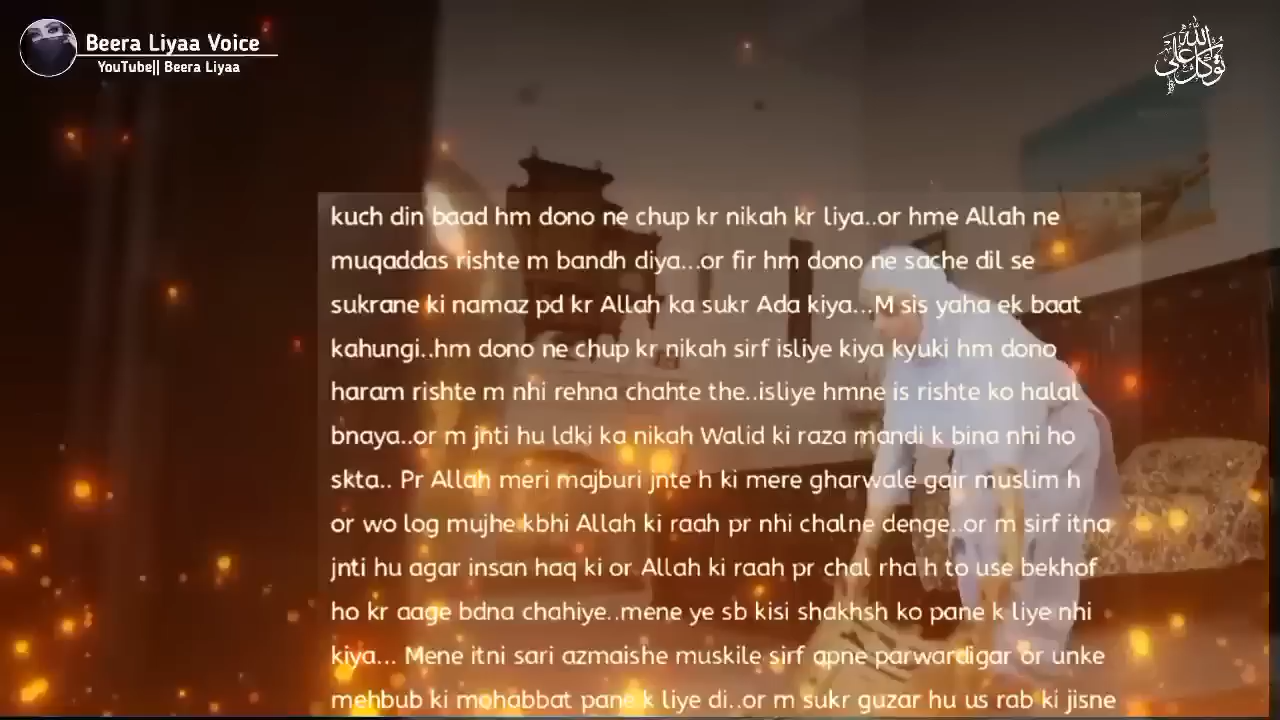 Beera Liyaa Voice
YouTube|| Beera Liyaa
توكل على الله
kuch din baad hm dono ne chup kr nikah kr liya..or hme Allah ne
muqaddas rishte m bandh diya...or fir hm dono ne sache dil se
sukrane ki namaz pd kr Allah ka sukr Ada kiya...M sis yaha ek baat
kahungi..hm dono ne chup kr nikah sirf isliye kiya kyuki hm dono
haram rishte m nhi rehna chahte the..isliye hmne is rishte ko halal
bnaya..or m jnti hu ldki ka nikah Walid ki raza mandi k bina nhi ho
skta.. Pr Allah meri majburi jnte h ki mere gharwale gair muslim h
or wo log mujhe kbhi Allah ki raah pr nhi chalne denge..or m sirf itna
jnti hu agar insan haq ki or Allah ki raah pr chal rha h to use bekhof
ho kr aage bdna chahiye..mene ye sb kisi shakhsh ko pane k liye nhi
kiya... Mene itni sari azmaishe muskile sirf apne parwardigar or unke
mehbub ki mohabbat pane k liye di..or m sukr guzar hu us rab ki jisne